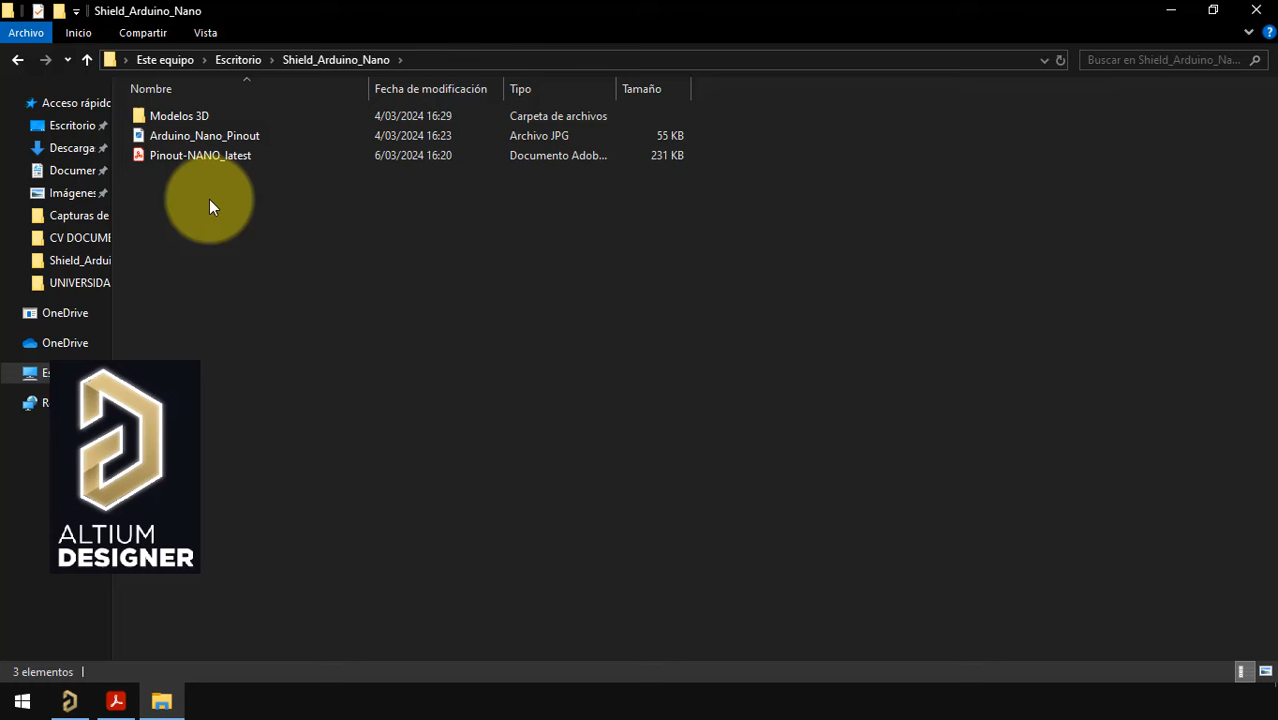 Shield_Arduino_Nano
Archivo Inicio Compartir Vista
Este equipo Escritorio Shield_Arduino_Nano
Buscar en Shield_Arduino_Na...
Nombre Fecha de modificación Tipo Tamaño
Modelos 3D 4/03/2024 16:29 Carpeta de archivos
Arduino_Nano_Pinout 4/03/2024 16:23 Archivo JPG 55 KB
Pinout-NANO_latest 6/03/2024 16:20 Documento Adob... 231 KB
Acceso rápido
Escritorio
Descarga
Documer
Imágenes
Capturas de
CV DOCUME
Shield_Ardui
UNIVERSIDA
OneDrive
OneDrive
ALTIUM
DESIGNER
3 elementos